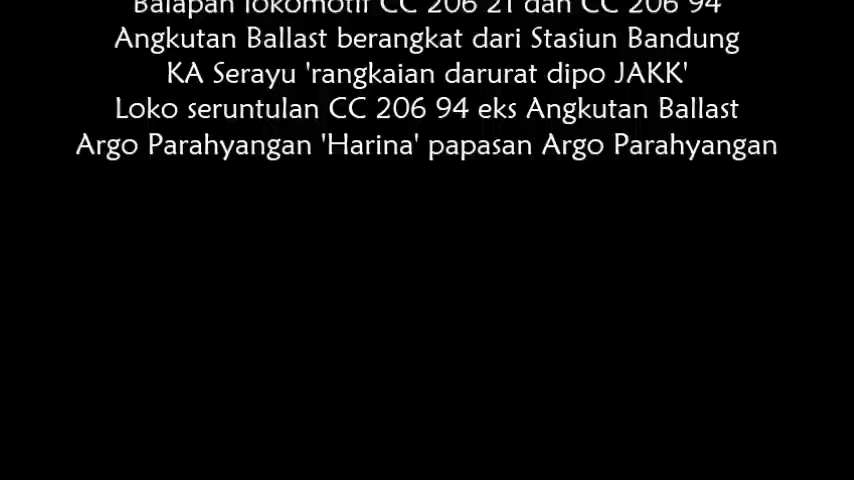 Balapan lokomotif CC 206 21 dan CC 206 94
Angkutan Ballast berangkat dari Stasiun Bandung
KA Serayu 'rangkaian darurat dipo JAKK'
Loko seruntulan CC 206 94 eks Angkutan Ballast
Argo Parahyangan 'Harina' papasan Argo Parahyangan